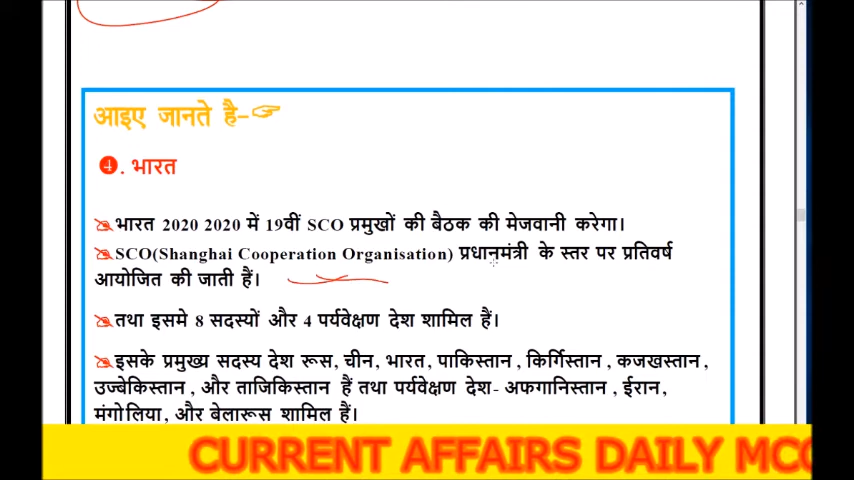 आइए जानते है-
4. भारत
भारत 2020 2020 में 19वीं SCO प्रमुखों की बैठक की मेजवानी करेगा।
SCO(Shanghai Cooperation Organisation) प्रधानमंत्री के स्तर पर प्रतिवर्ष
आयोजित की जाती हैं।
तथा इसमे 8 सदस्यों और 4 पर्यवेक्षण देश शामिल हैं।
इसके प्रमुख्य सदस्य देश रूस, चीन, भारत, पाकिस्तान, किर्गिस्तान, कजखस्तान,
उज्बेकिस्तान, और ताजिकिस्तान हैं तथा पर्यवेक्षण देश- अफगानिस्तान, ईरान,
मंगोलिया, और बेलारूस शामिल हैं।
CURRENT AFFAIRS DAILY MC